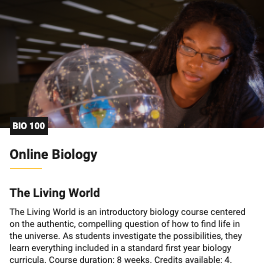 BIO 100
Online Biology
The Living World
The Living World is an introductory biology course centered
on the authentic, compelling question of how to find life in
the universe. As students investigate the possibilities, they
learn everything included in a standard first year biology
curricula. Course duration: 8 weeks. Credits available: 4.